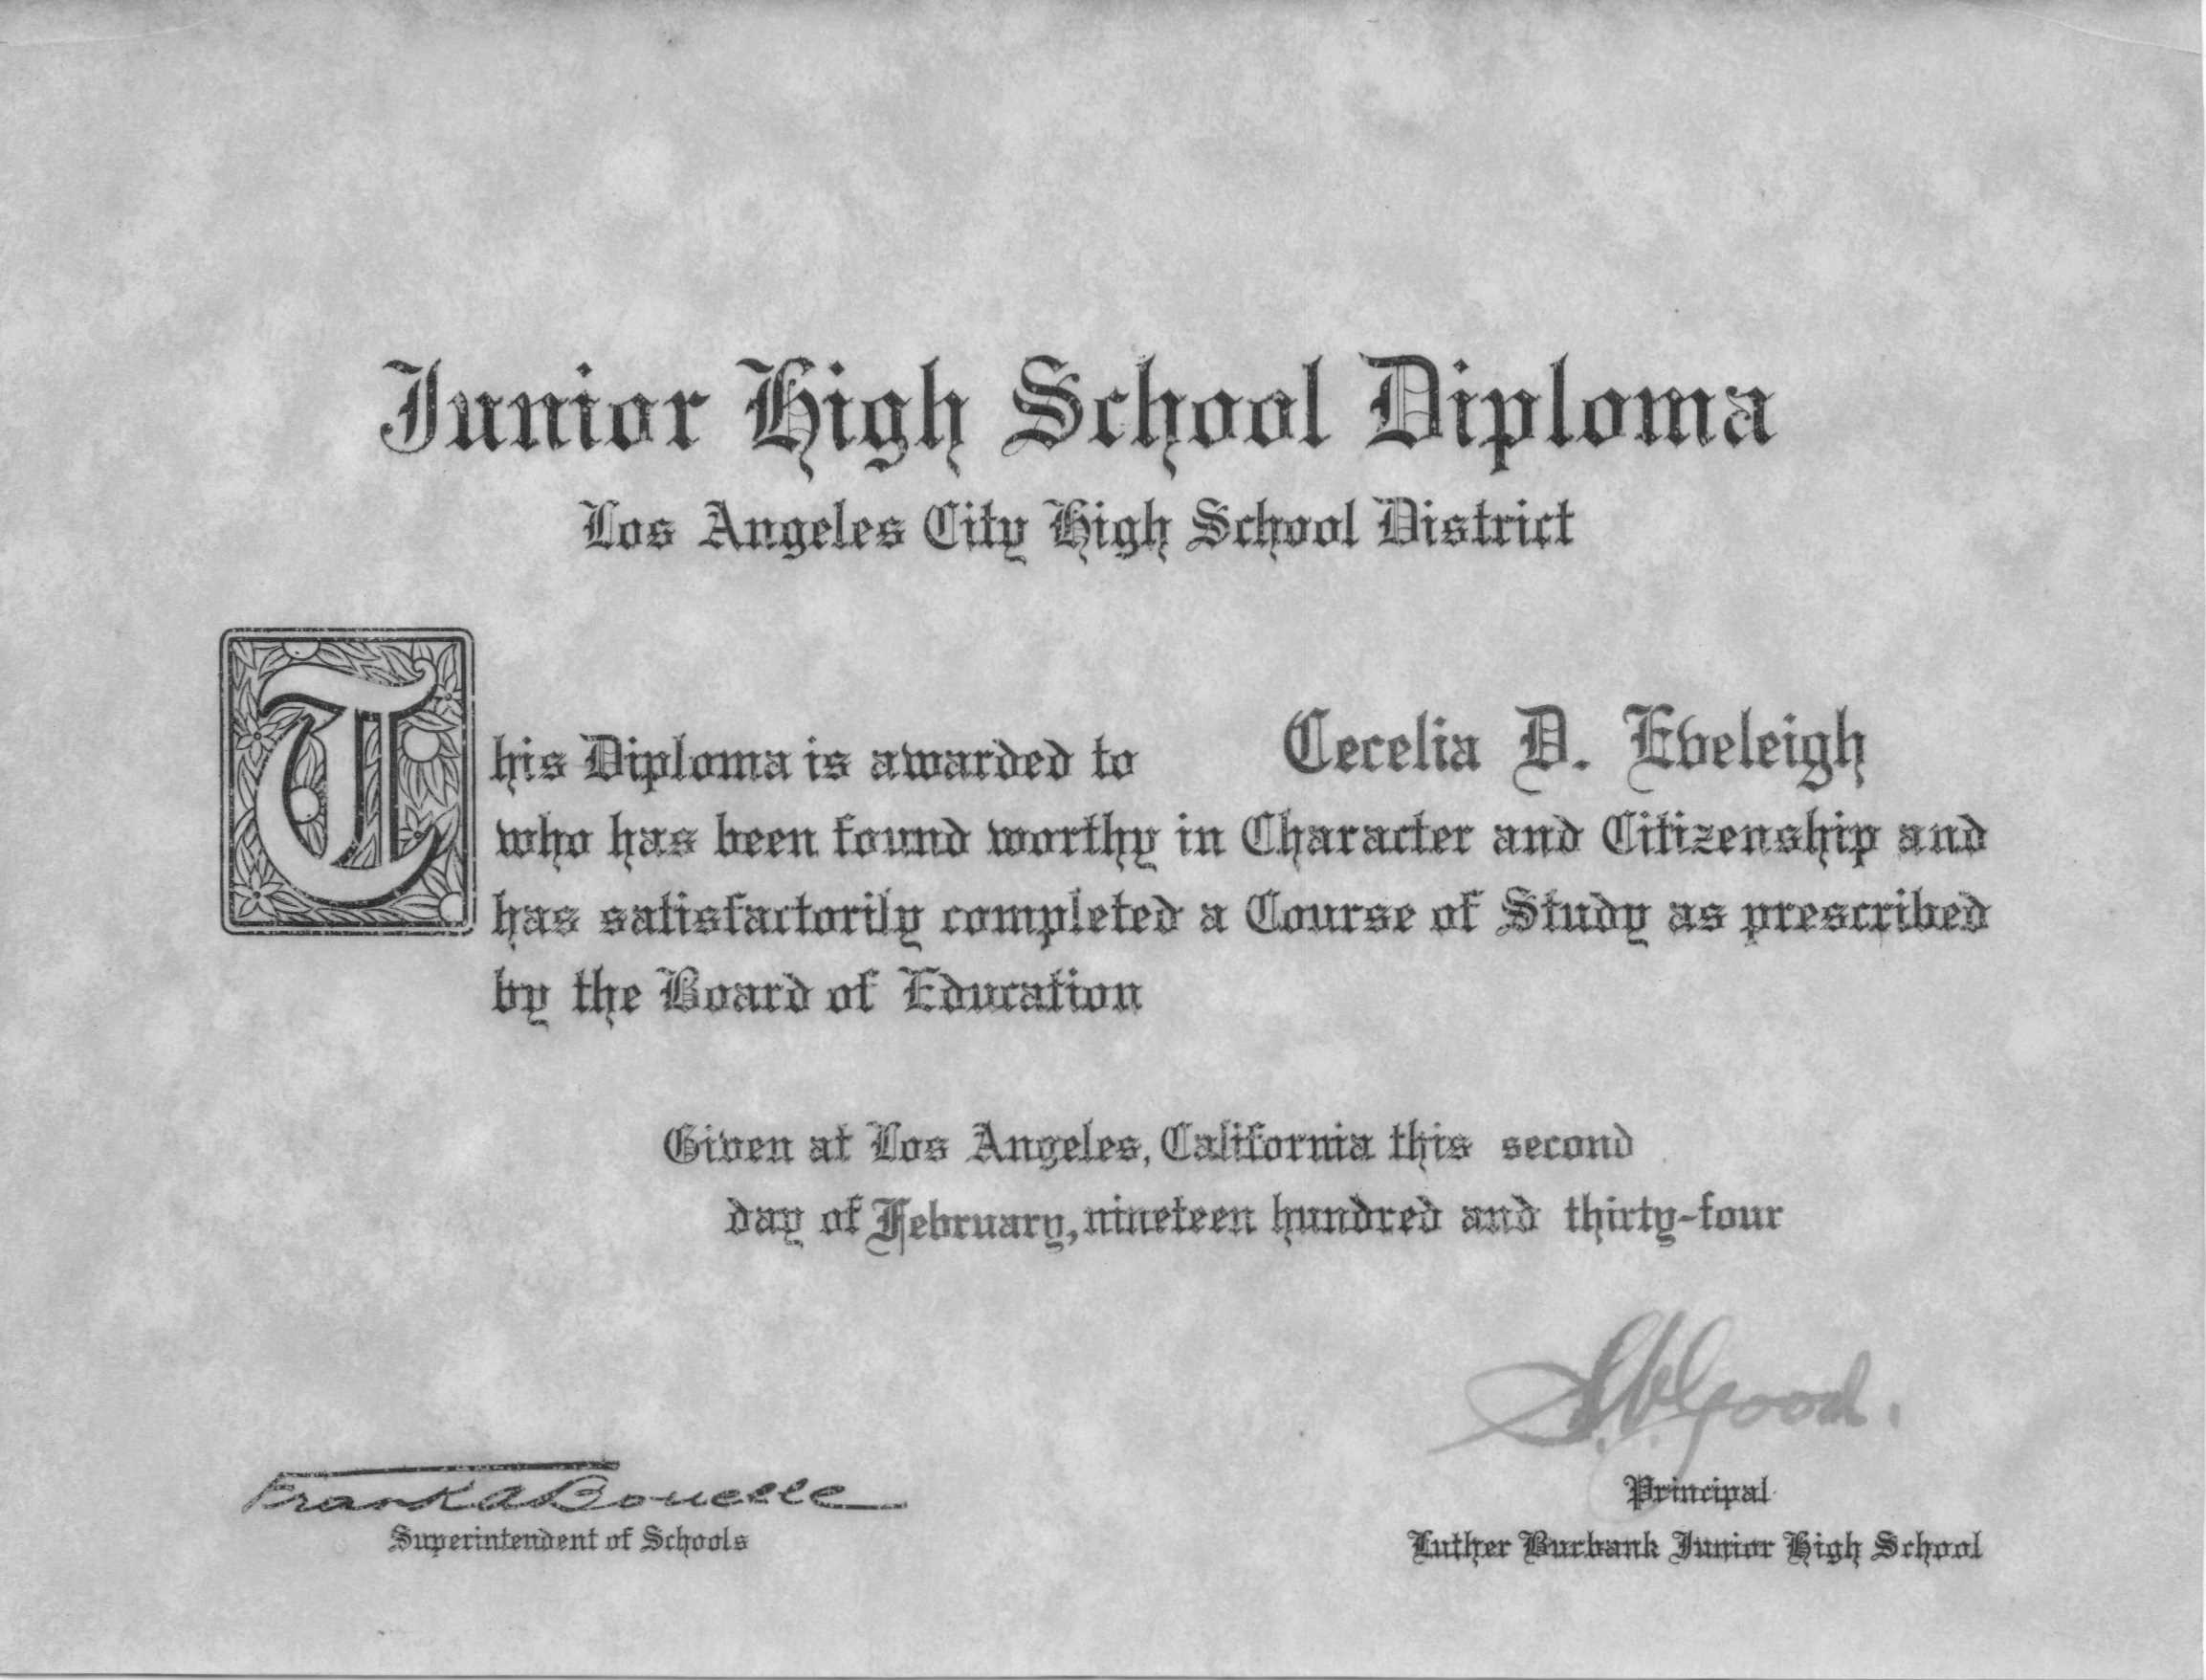 Junior High School Diploma
Los Angeles City High School District
This Diploma is awarded to Cecelia D. Eveleigh
who has been found worthy in Character and Citizenship and
has satisfactorily completed a Course of Study as prescribed
by the Board of Education
Given at Los Angeles, California this second
day of February, nineteen hundred and thirty-four
Frank A Bouelle
Superintendent of Schools
S.W. Good.
Principal
Luther Burbank Junior High School